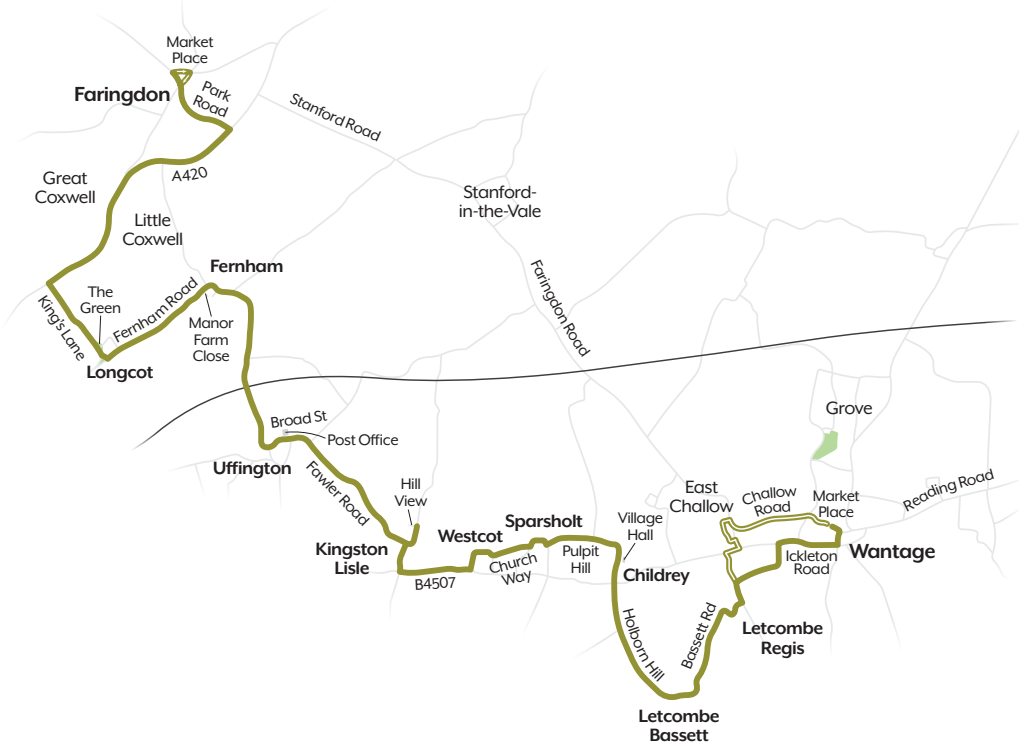 Market
Place
Faringdon
Park
Road
Stanford Road
A420
Great
Coxwell
Little
Coxwell
Stanford-
in-the-Vale
Fernham
The
Green
King's Lane
Fernham Road
Manor
Farm
Close
Longcot
Faringdon Road
Broad St
Post Office
Uffington
Fawler Road
Hill
View
Kingston
Lisle
B4507
Westcot
Church
Way
Sparsholt
Pulpit
Hill
Village
Hall
Childrey
Holborn Hill
Bassett Rd
Letcombe
Bassett
Letcombe
Regis
East
Challow
Challow
Road
Grove
Market
Place
Reading Road
Wantage
Ickleton
Road